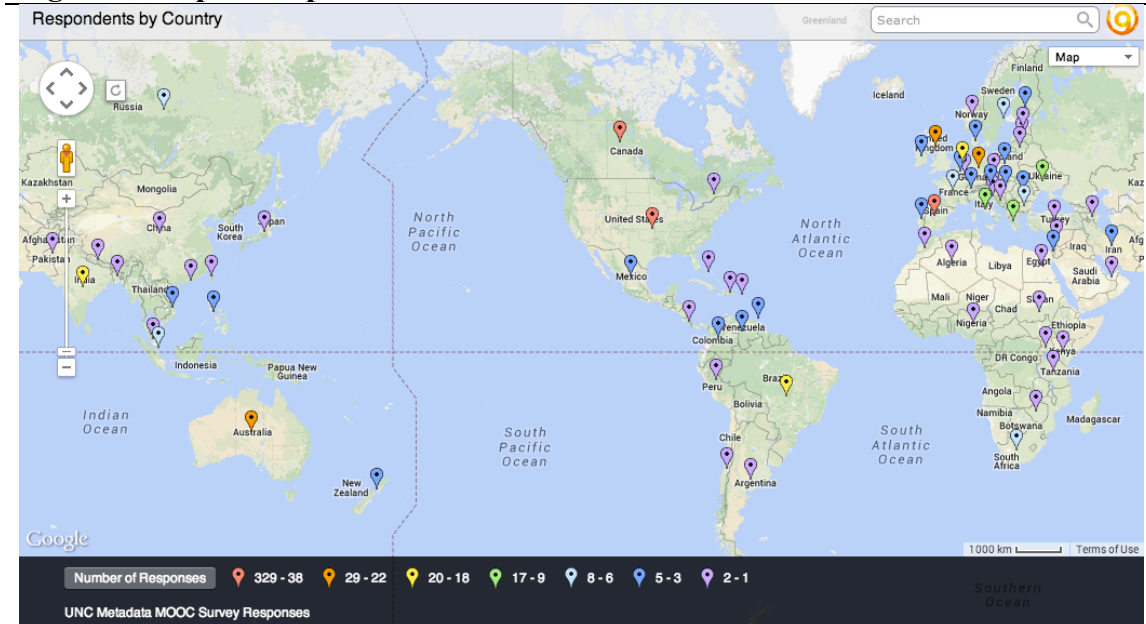 Respondents by Country
Greenland
Search
Map
Finland
Iceland
Sweden
Russia
Norway
Canada
Kazakhstan
Mongolia
France
Ukraine
Kaz
Spain
Italy
Turkey
China
South
Korea
Japan
North
Pacific
Ocean
United States
North
Atlantic
Ocean
Afghanistan
Pakistan
Iraq
Iran
Afg
Algeria
Libya
Egypt
Saudi
Arabia
India
Thailand
Mexico
Mali
Niger
Chad
Sudan
Nigeria
Ethiopia
Venezuela
Colombia
Kenya
DR Congo
Tanzania
Indonesia
Papua New
Guinea
Peru
Brazil
Bolivia
Angola
Namibia
Botswana
Madagascar
Indian
Ocean
Australia
South
Pacific
Ocean
Chile
South
Atlantic
Ocean
South
Africa
New
Zealand
Argentina
Google
1000 km
Terms of Use
Number of Responses 329 - 38 29 - 22 20 - 18 17 - 9 8 - 6 5 - 3 2 - 1
Southern
Ocean
UNC Metadata MOOC Survey Responses